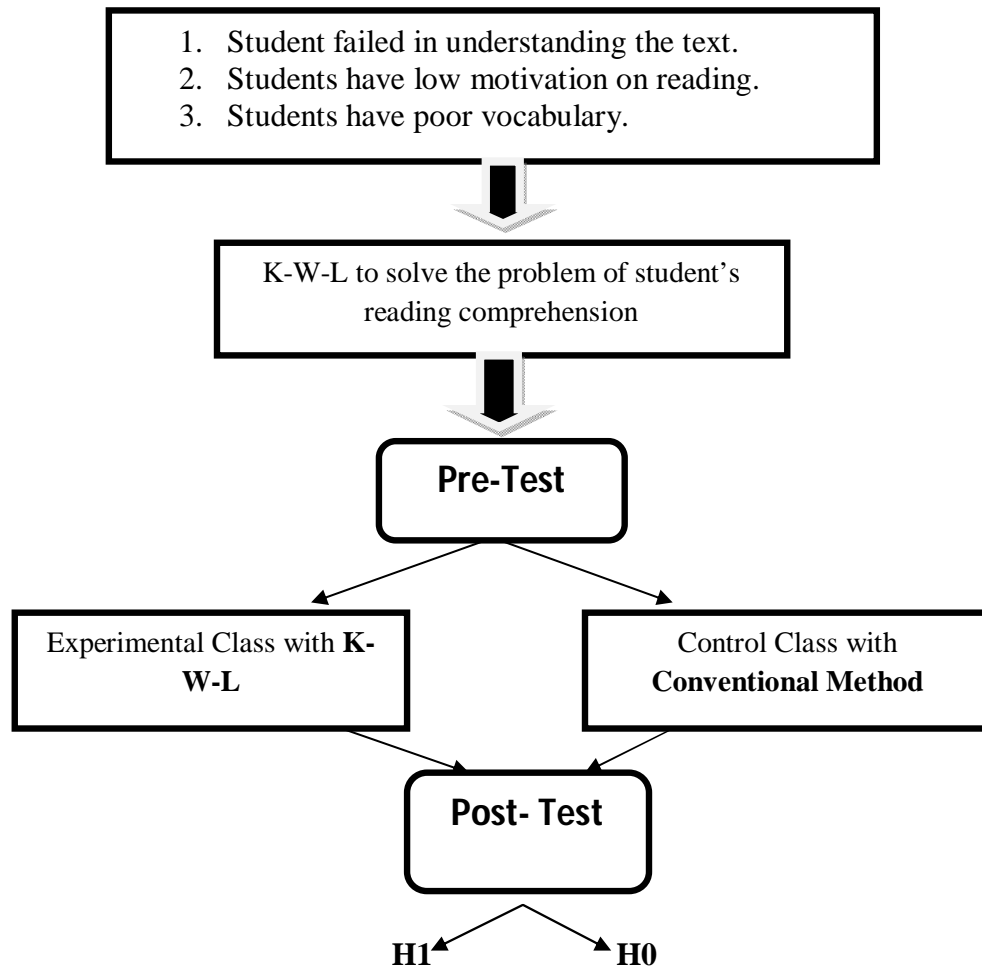 1. Student failed in understanding the text.
2. Students have low motivation on reading.
3. Students have poor vocabulary.
K-W-L to solve the problem of student’s
reading comprehension
Pre-Test
Experimental Class with K-
W-L
Control Class with
Conventional Method
Post- Test
H1
H0